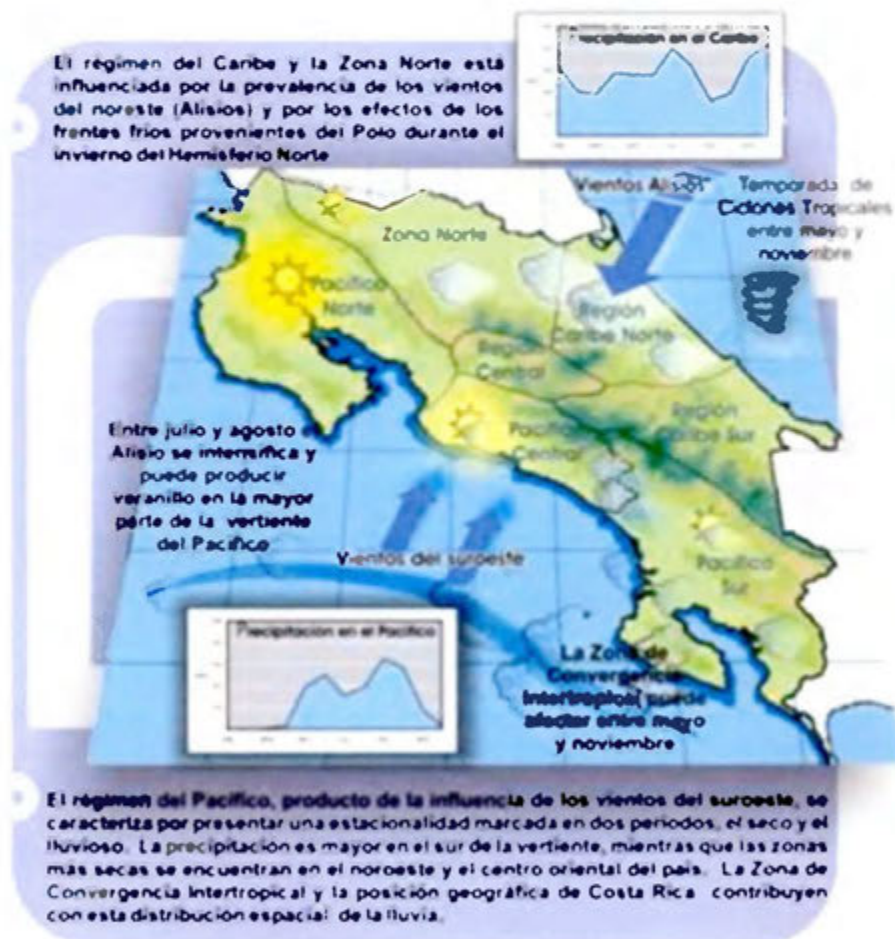 El régimen del Caribe y la Zona Norte está
influenciada por la prevalencia de los vientos
del noreste (Alisios) y por los efectos de los
frentes fríos provenientes del Polo durante el
invierno del Hemisferio Norte
Precipitación en el Caribe
Vientos Alisios
Temporada de
Ciclones Tropicales
entre mayo y
noviembre
Zona Norte
Pacífico
Norte
Región
Caribe Norte
Región
Central
Región
Caribe Sur
Pacífico
Central
Entre julio y agosto
Alisio se intensifica y
puede producir
veranillo en la mayor
parte de la vertiente
del Pacífico
Vientos del suroeste
Pacífico
Sur
Precipitación en el Pacífico
La Zona de
Convergencia
Intertropical puede
afectar entre mayo
y noviembre
El régimen del Pacífico, producto de la influencia de los vientos del suroeste, se
caracteriza por presentar una estacionalidad marcada en dos periodos, el seco y el
lluvioso. La precipitación es mayor en el sur de la vertiente, mientras que las zonas
más secas se encuentran en el noroeste y el centro oriental del país. La Zona de
Convergencia Intertropical y la posición geográfica de Costa Rica contribuyen
con esta distribución espacial de la lluvia.